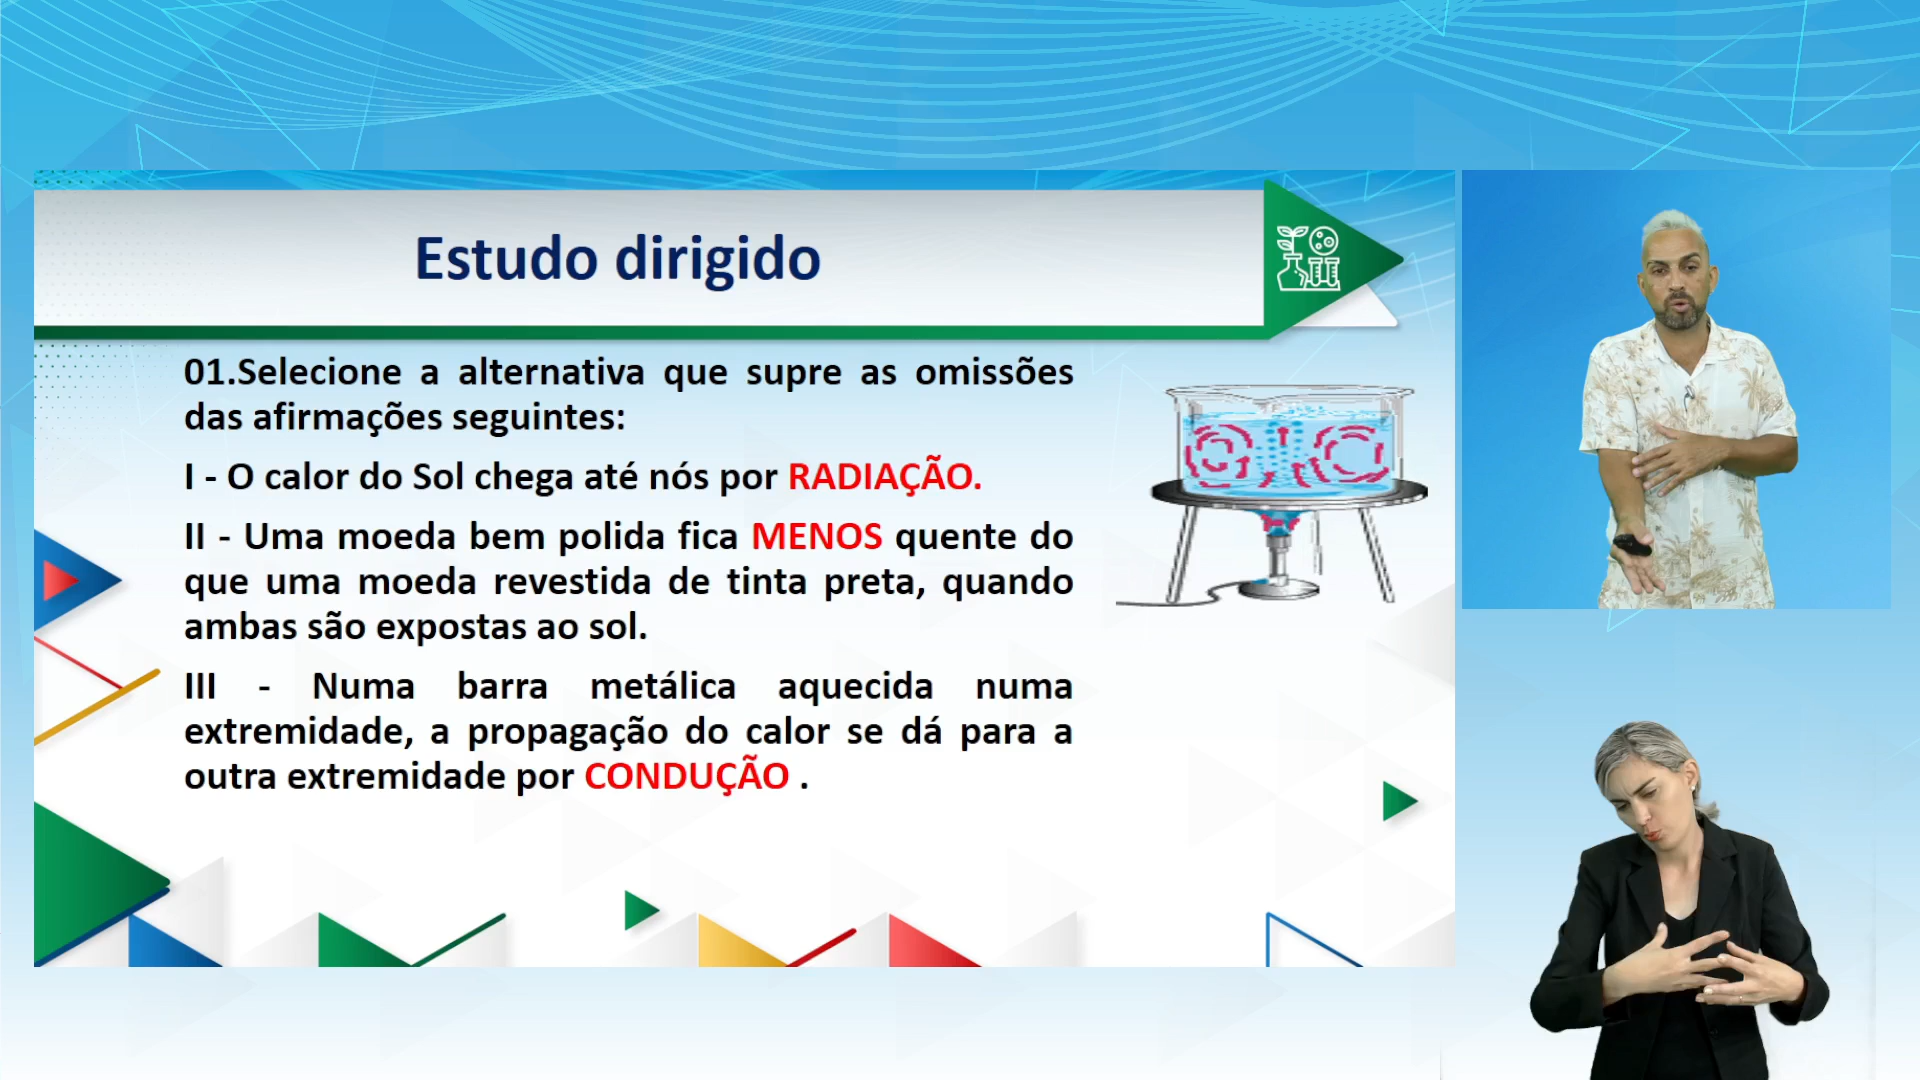 Estudo dirigido
01.Selecione a alternativa que supre as omissões
das afirmações seguintes:
I - O calor do Sol chega até nós por RADIAÇÃO.
II - Uma moeda bem polida fica MENOS quente do
que uma moeda revestida de tinta preta, quando
ambas são expostas ao sol.
III - Numa barra metálica aquecida numa
extremidade, a propagação do calor se dá para a
outra extremidade por CONDUÇÃO .